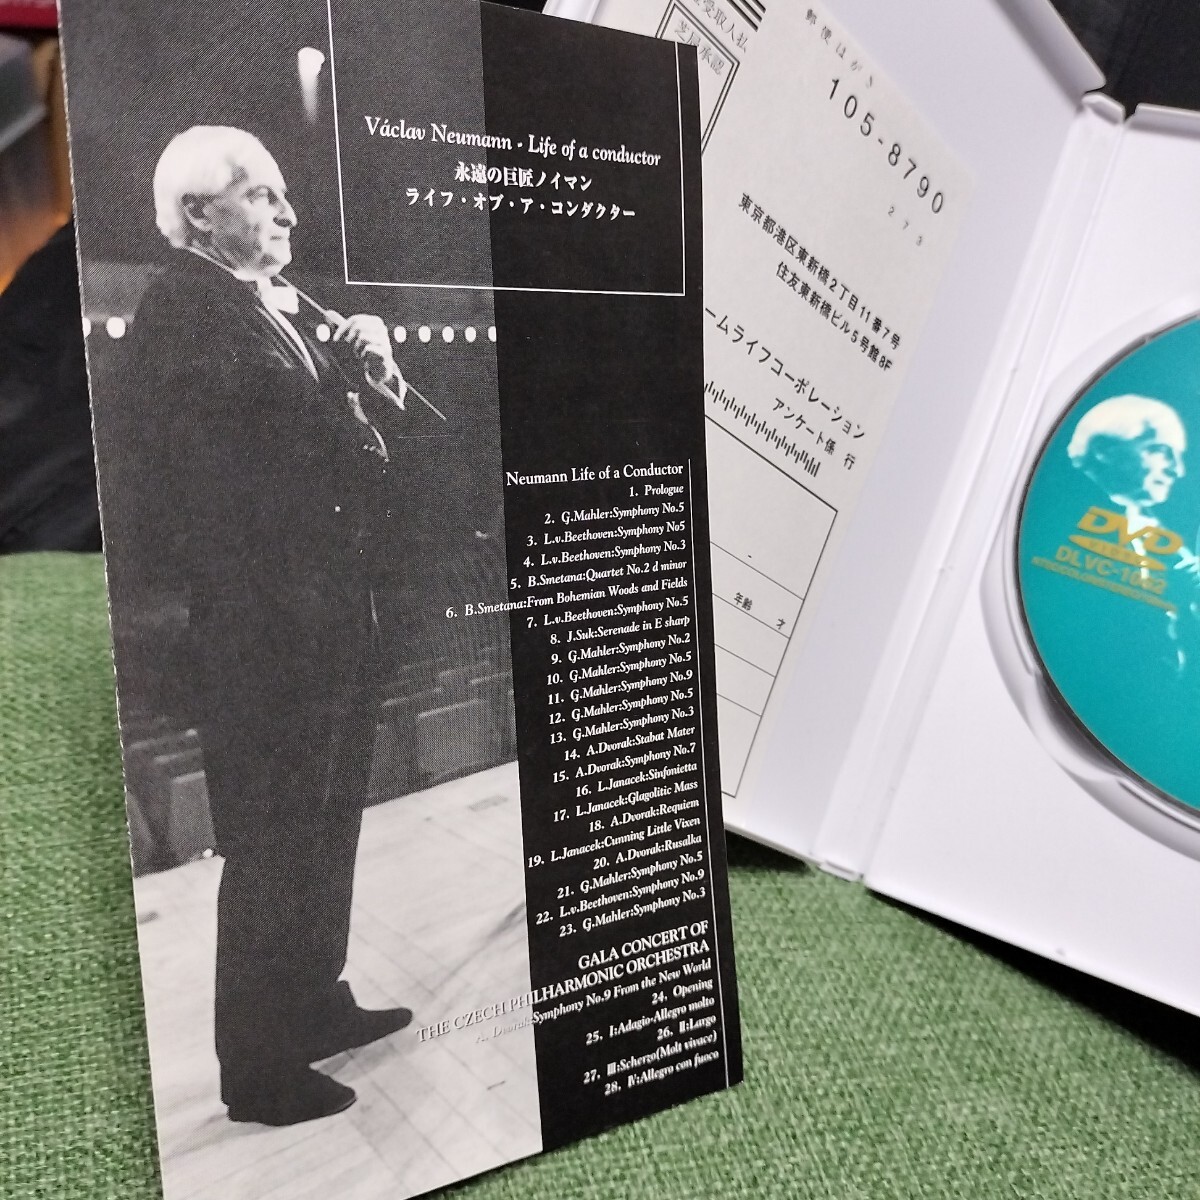 Václav Neumann・Life of a conductor
永遠の巨匠ノイマン
ライフ・オブ・ア・コンダクター
Neumann Life of a Conductor
1. Prologue
2. G.Mahler:Symphony No.5
3. L.v.Beethoven:Symphony No5
4. L.v.Beethoven:Symphony No.3
5. B.Smetana:Quartet No.2 d minor
6. B.Smetana:From Bohemian Woods and Fields
7. L.v.Beethoven:Symphony No.5
8. J.Suk:Serenade in E sharp
9. G.Mahler:Symphony No.2
10. G.Mahler:Symphony No.5
11. G.Mahler:Symphony No.9
12. G.Mahler:Symphony No.5
13. G.Mahler:Symphony No.3
14. A.Dvorak:Stabat Mater
15. A.Dvorak:Symphony No.7
16. L.Janacek:Sinfonietta
17. L.Janacek:Glagolitic Mass
18. A.Dvorak:Requiem
19. L.Janacek:Cunning Little Vixen
20. A.Dvorak:Rusalka
21. G.Mahler:Symphony No.5
22. L.v.Beethoven:Symphony No.9
23. G.Mahler:Symphony No.3
GALA CONCERT OF
THE CZECH PHILHARMONIC ORCHESTRA
A. Dvorak:Symphony No.9 From the New World
24. Opening
25. Ⅰ:Adagio-Allegro molto
26. Ⅱ:Largo
27. Ⅲ:Scherzo(Molt vivace)
28. Ⅳ:Allegro con fuoco
受取人払
芝局承認
郵便はがき
105-8790
273
東京都港区東新橋2丁目11番7号
住友東新橋ビル5号館8F
ームライフコーポレーション
アンケート係 行
年齢 才
DVD
VIDEO
DLVC-1062